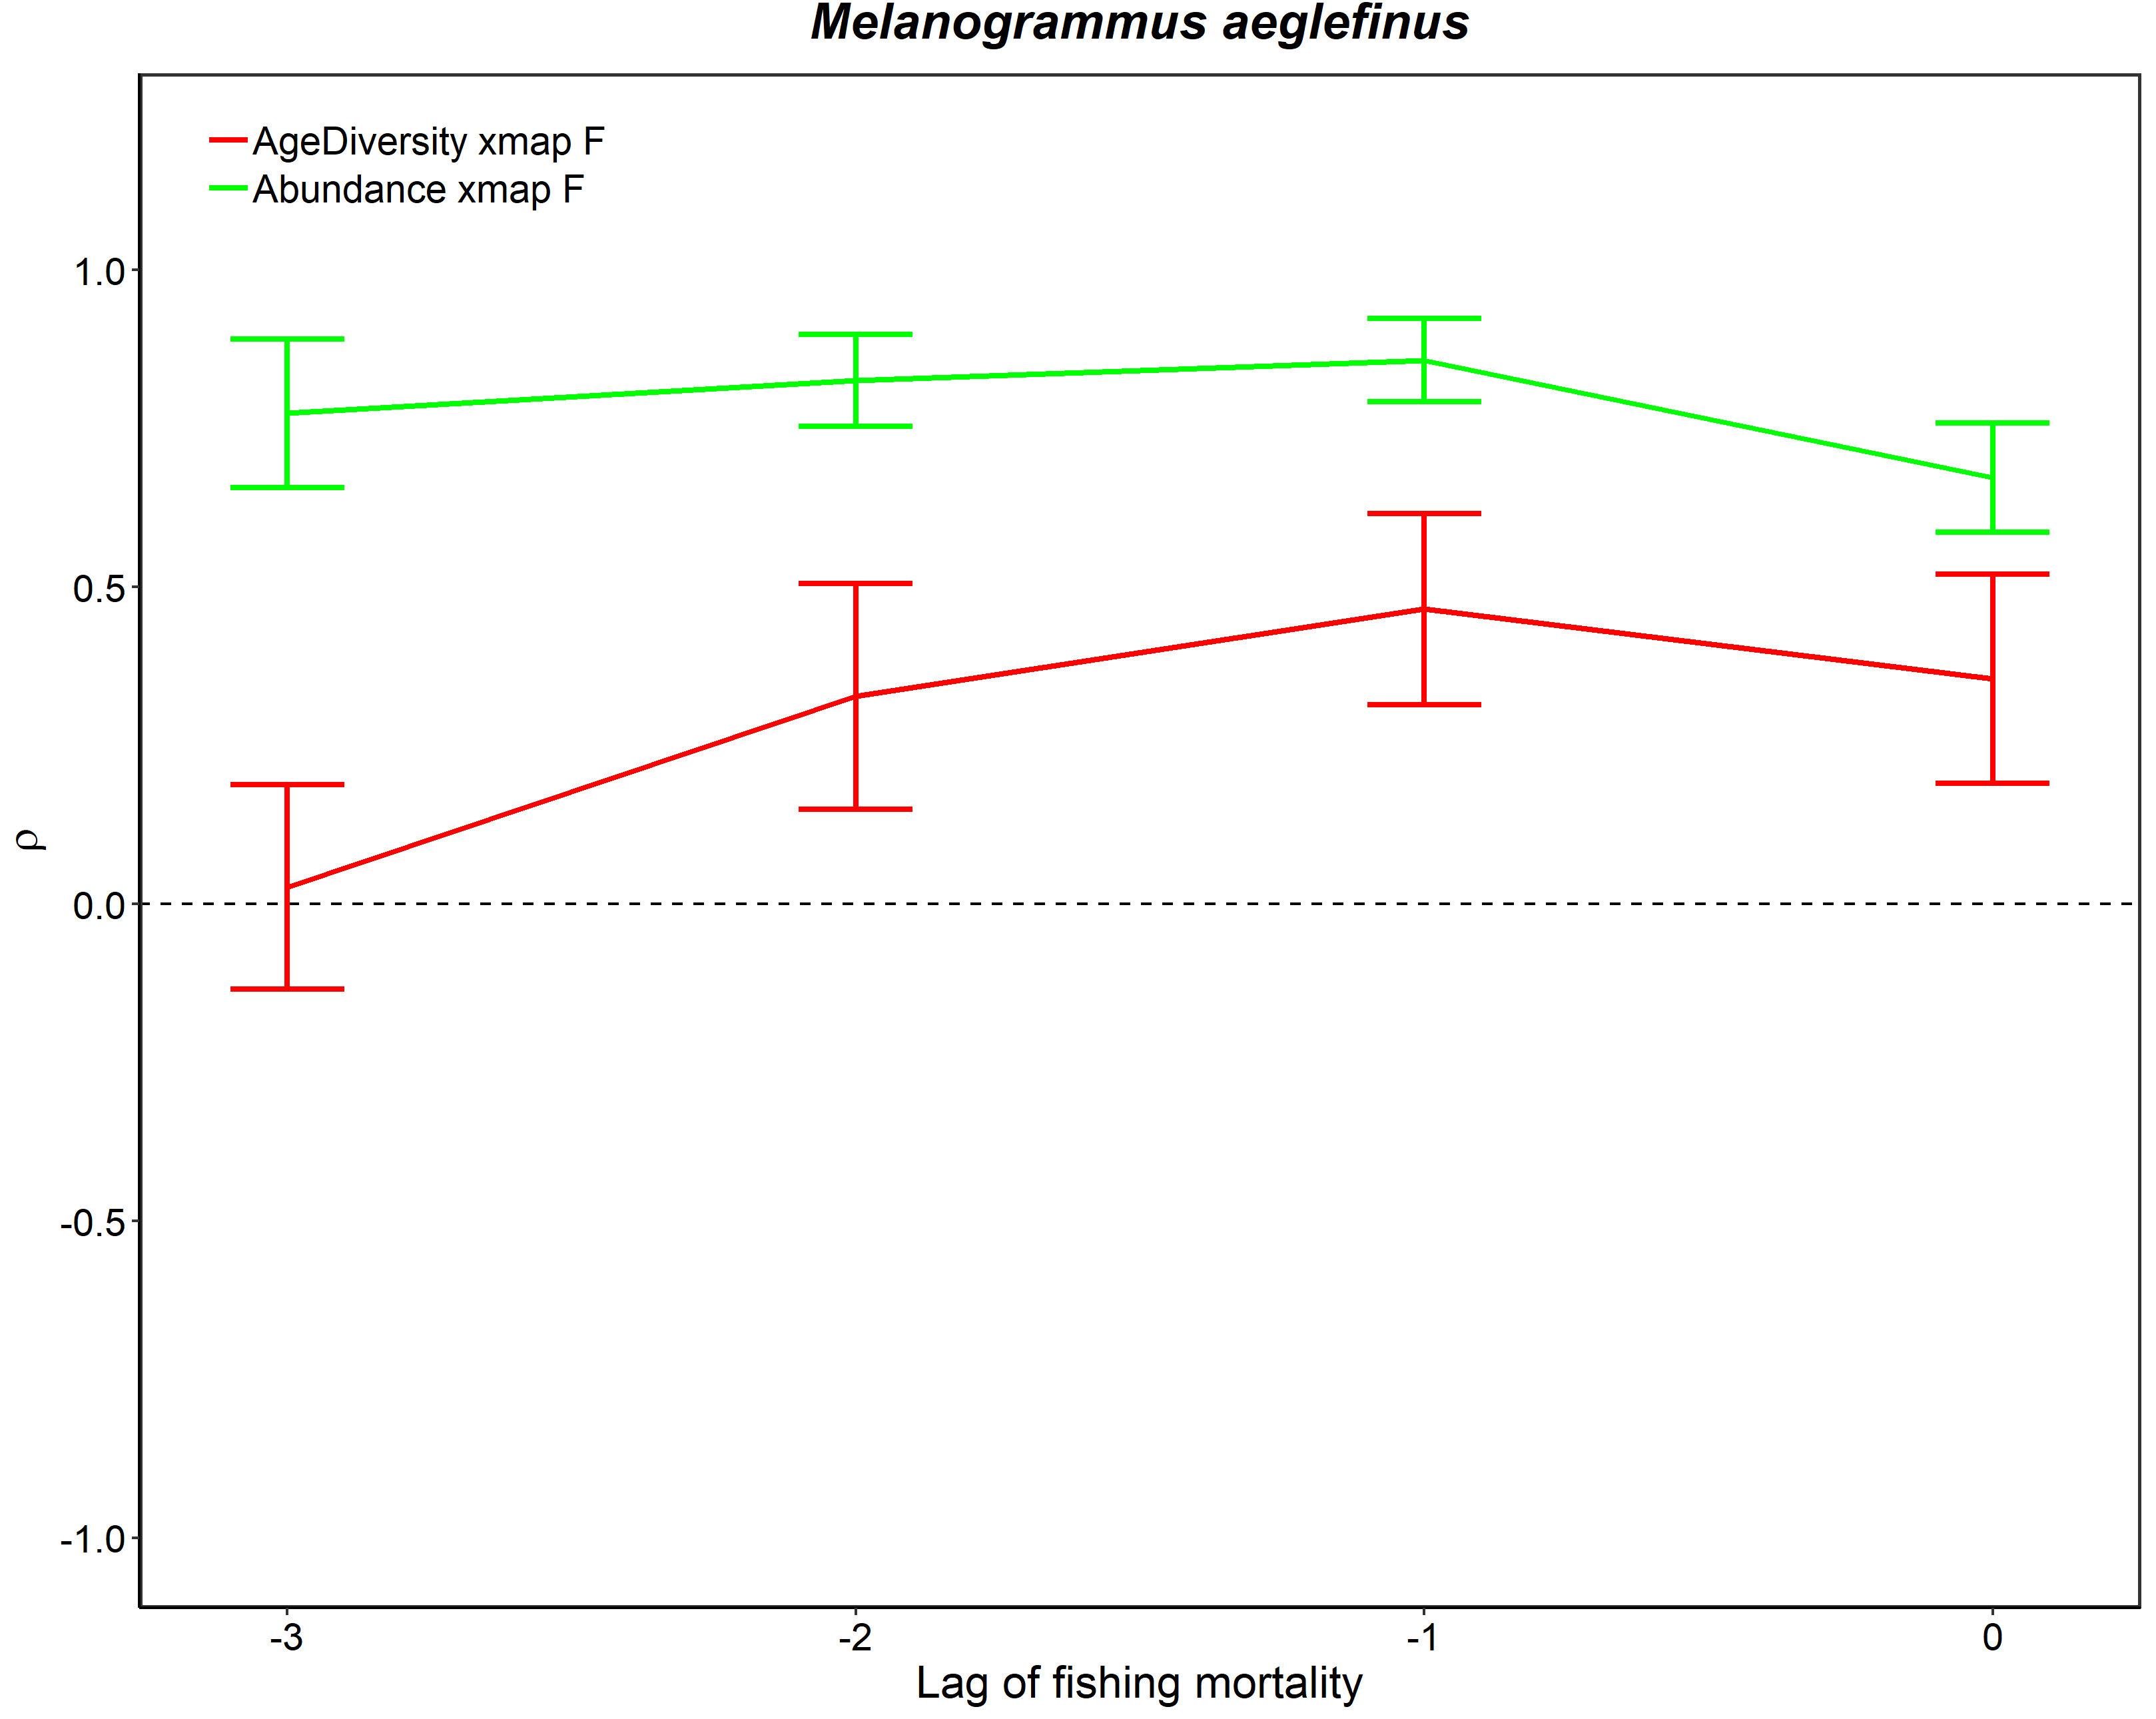 Melanogrammus aeglefinus
AgeDiversity xmap F
Abundance xmap F
1.0
0.5
0.0
-0.5
-1.0
ρ
-3 -2 -1 0
Lag of fishing mortality